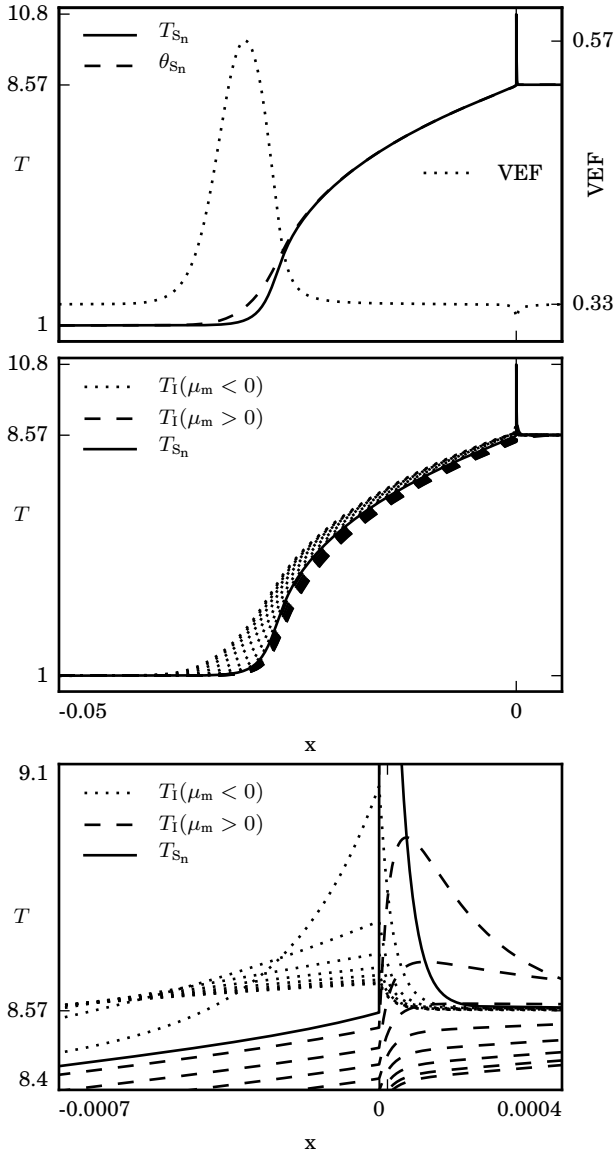 10.8
T_{S_n}
θ_{S_n}
0.57
8.57
T
VEF
VEF
0.33
1
10.8
T_I(μ_m < 0)
T_I(μ_m > 0)
T_{S_n}
8.57
T
1
-0.05
0
x
9.1
T_I(μ_m < 0)
T_I(μ_m > 0)
T_{S_n}
T
8.57
8.4
-0.0007
0
0.0004
x